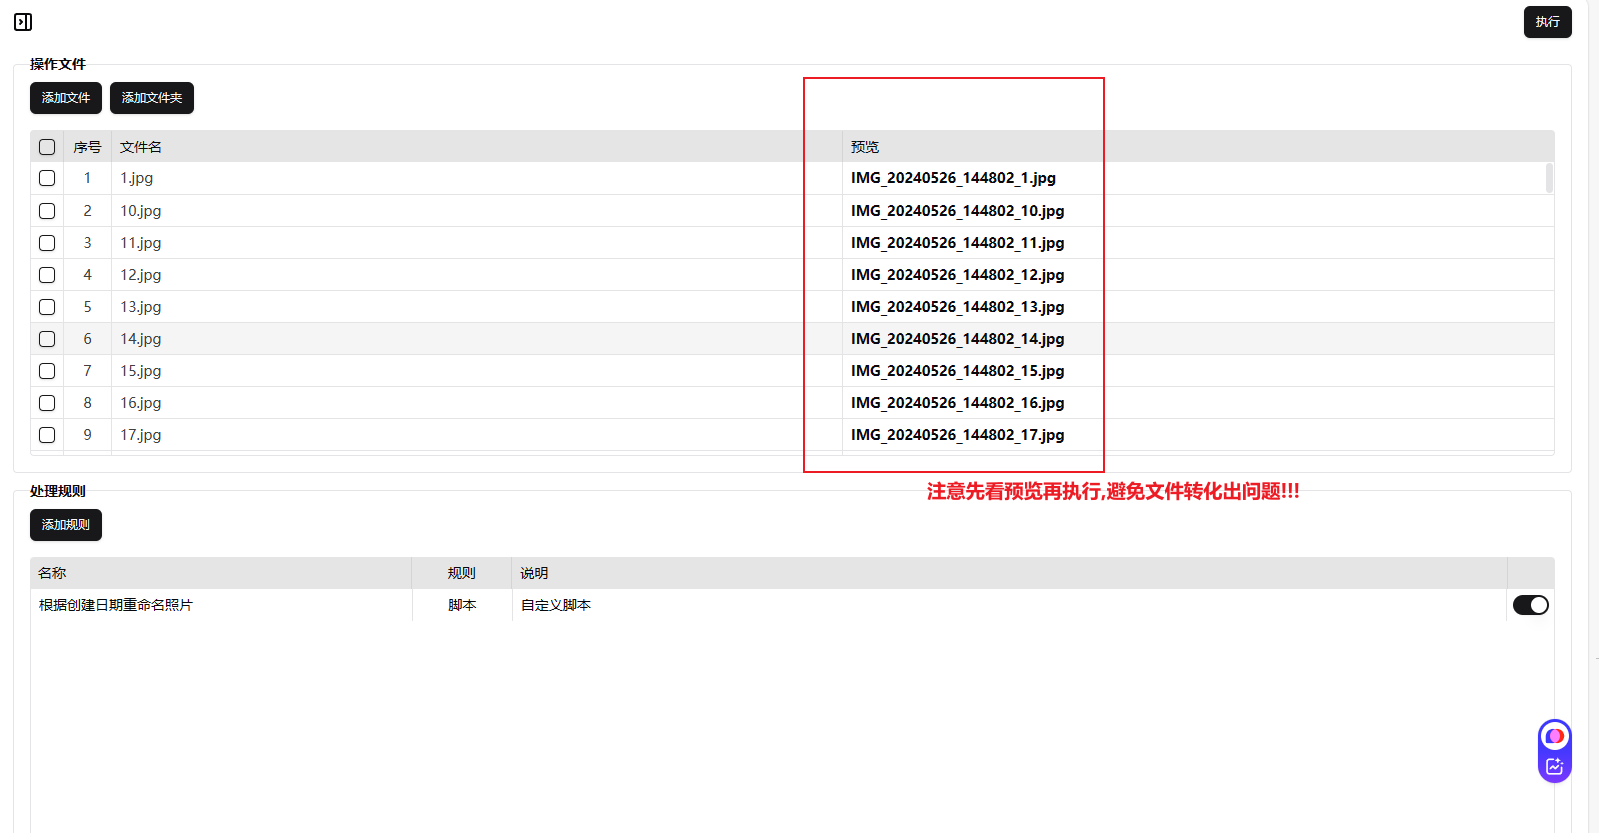 执行
操作文件
添加文件 添加文件夹
序号 文件名 预览
1 1.jpg IMG_20240526_144802_1.jpg
2 10.jpg IMG_20240526_144802_10.jpg
3 11.jpg IMG_20240526_144802_11.jpg
4 12.jpg IMG_20240526_144802_12.jpg
5 13.jpg IMG_20240526_144802_13.jpg
6 14.jpg IMG_20240526_144802_14.jpg
7 15.jpg IMG_20240526_144802_15.jpg
8 16.jpg IMG_20240526_144802_16.jpg
9 17.jpg IMG_20240526_144802_17.jpg
注意先看预览再执行,避免文件转化出问题!!!
处理规则
添加规则
名称 规则 说明
根据创建日期重命名照片 脚本 自定义脚本